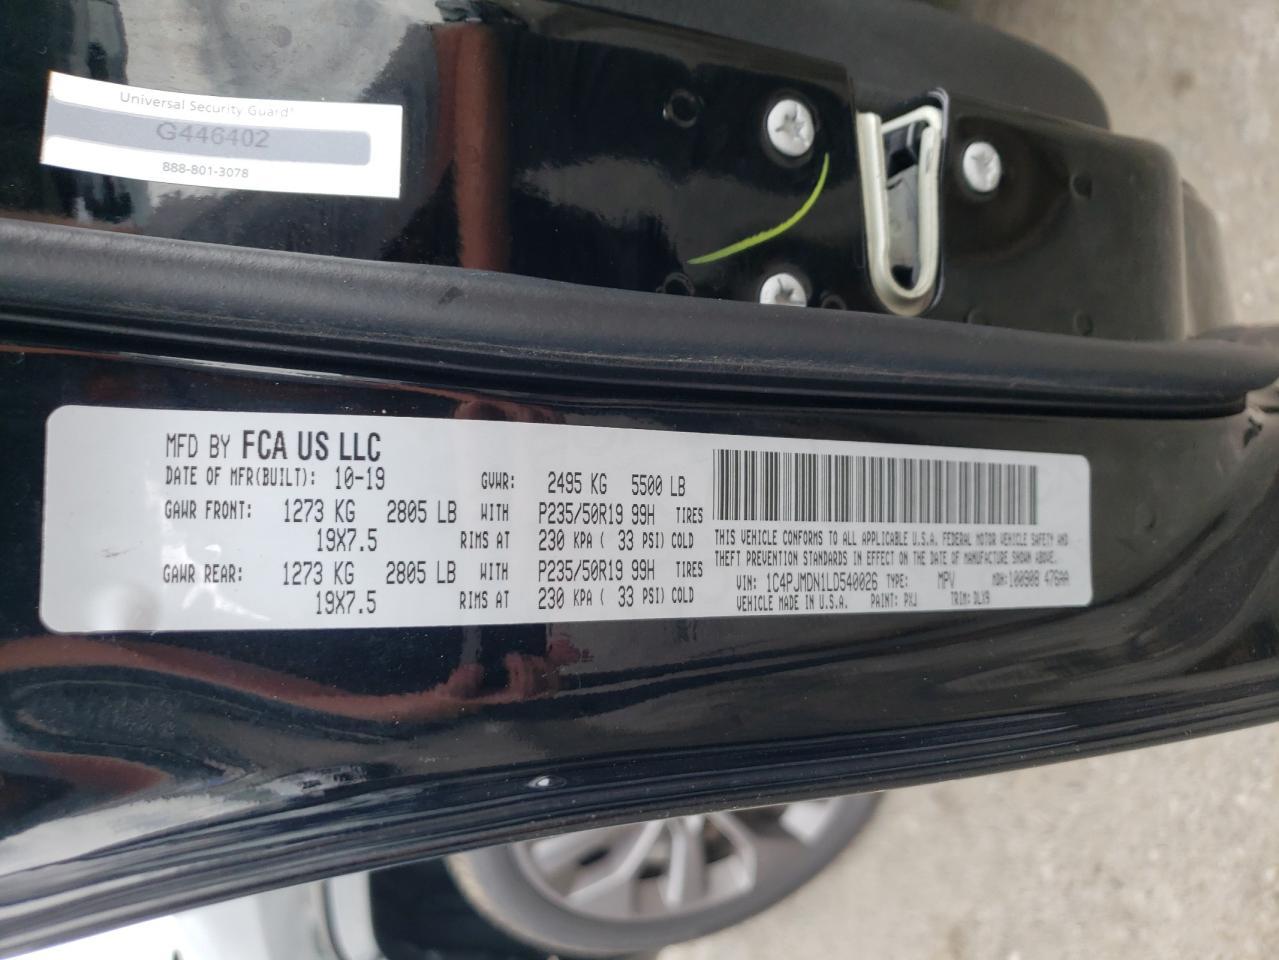 Universal Security Guard®
G446402
888-801-3078
MFD BY FCA US LLC
DATE OF MFR(BUILT): 10-19 GVWR: 2495 KG 5500 LB
GAWR FRONT: 1273 KG 2805 LB WITH P235/50R19 99H TIRES
19X7.5 RIMS AT 230 KPA ( 33 PSI) COLD
GAWR REAR: 1273 KG 2805 LB WITH P235/50R19 99H TIRES
19X7.5 RIMS AT 230 KPA ( 33 PSI) COLD
THIS VEHICLE CONFORMS TO ALL APPLICABLE U.S.A. FEDERAL MOTOR VEHICLE SAFETY AND
THEFT PREVENTION STANDARDS IN EFFECT ON THE DATE OF MANUFACTURE SHOWN ABOVE.
VIN: 1C4PJMDN1LD540026 TYPE: MPV MDH: 100908 476AA
VEHICLE MADE IN U.S.A. PAINT: PXJ TRIM: DLX9